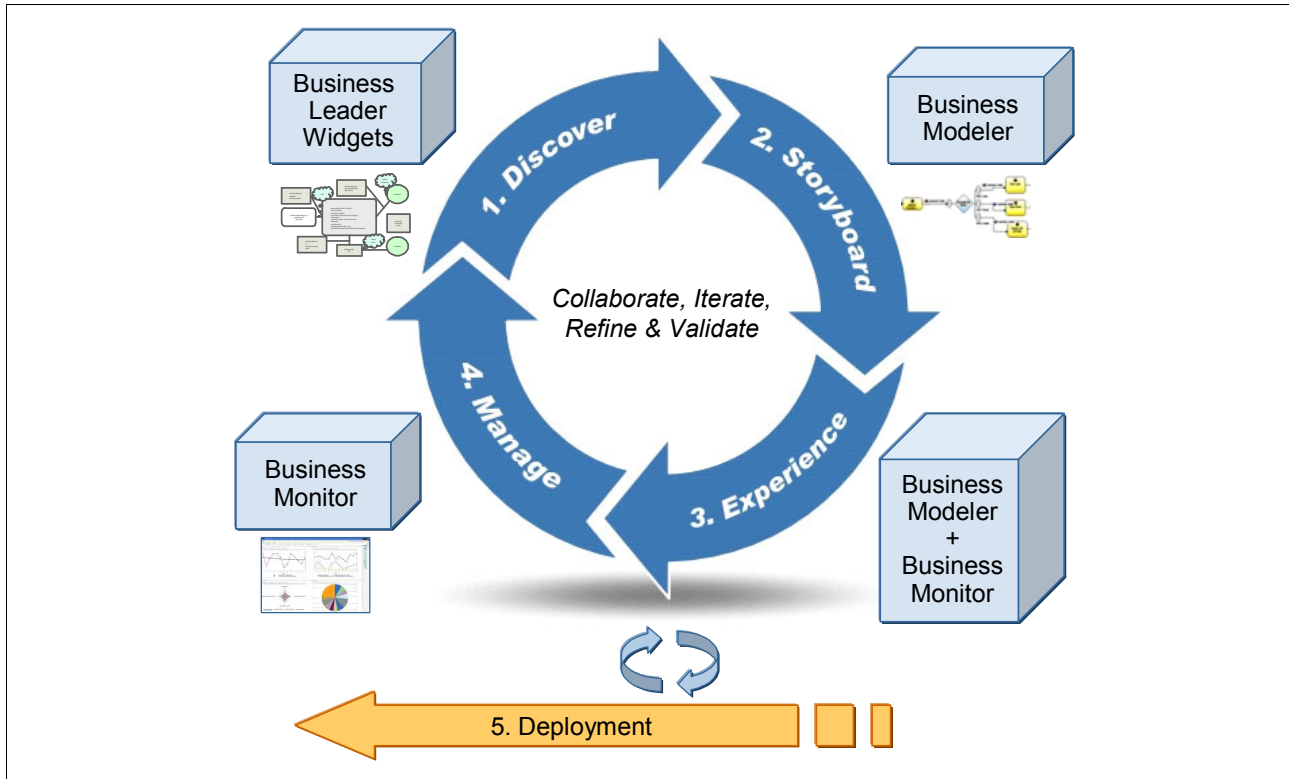 Business
Leader
Widgets
1. Discover
2. Storyboard
Business
Modeler
Collaborate, Iterate,
Refine & Validate
4. Manage
3. Experience
Business
Monitor
Business
Modeler
+
Business
Monitor
5. Deployment